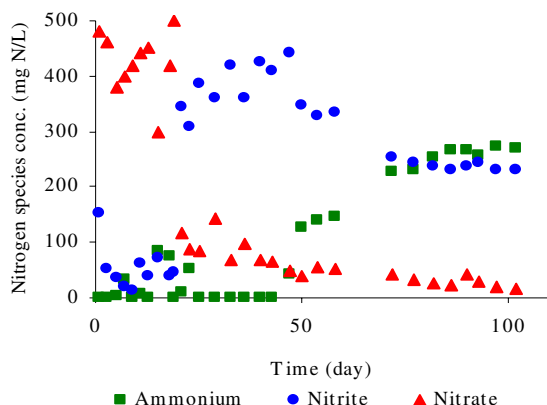 500
400
300
200
100
0
Nitrogen species conc. (mg N/L)
0 50 100
Time (day)
Ammonium Nitrite Nitrate